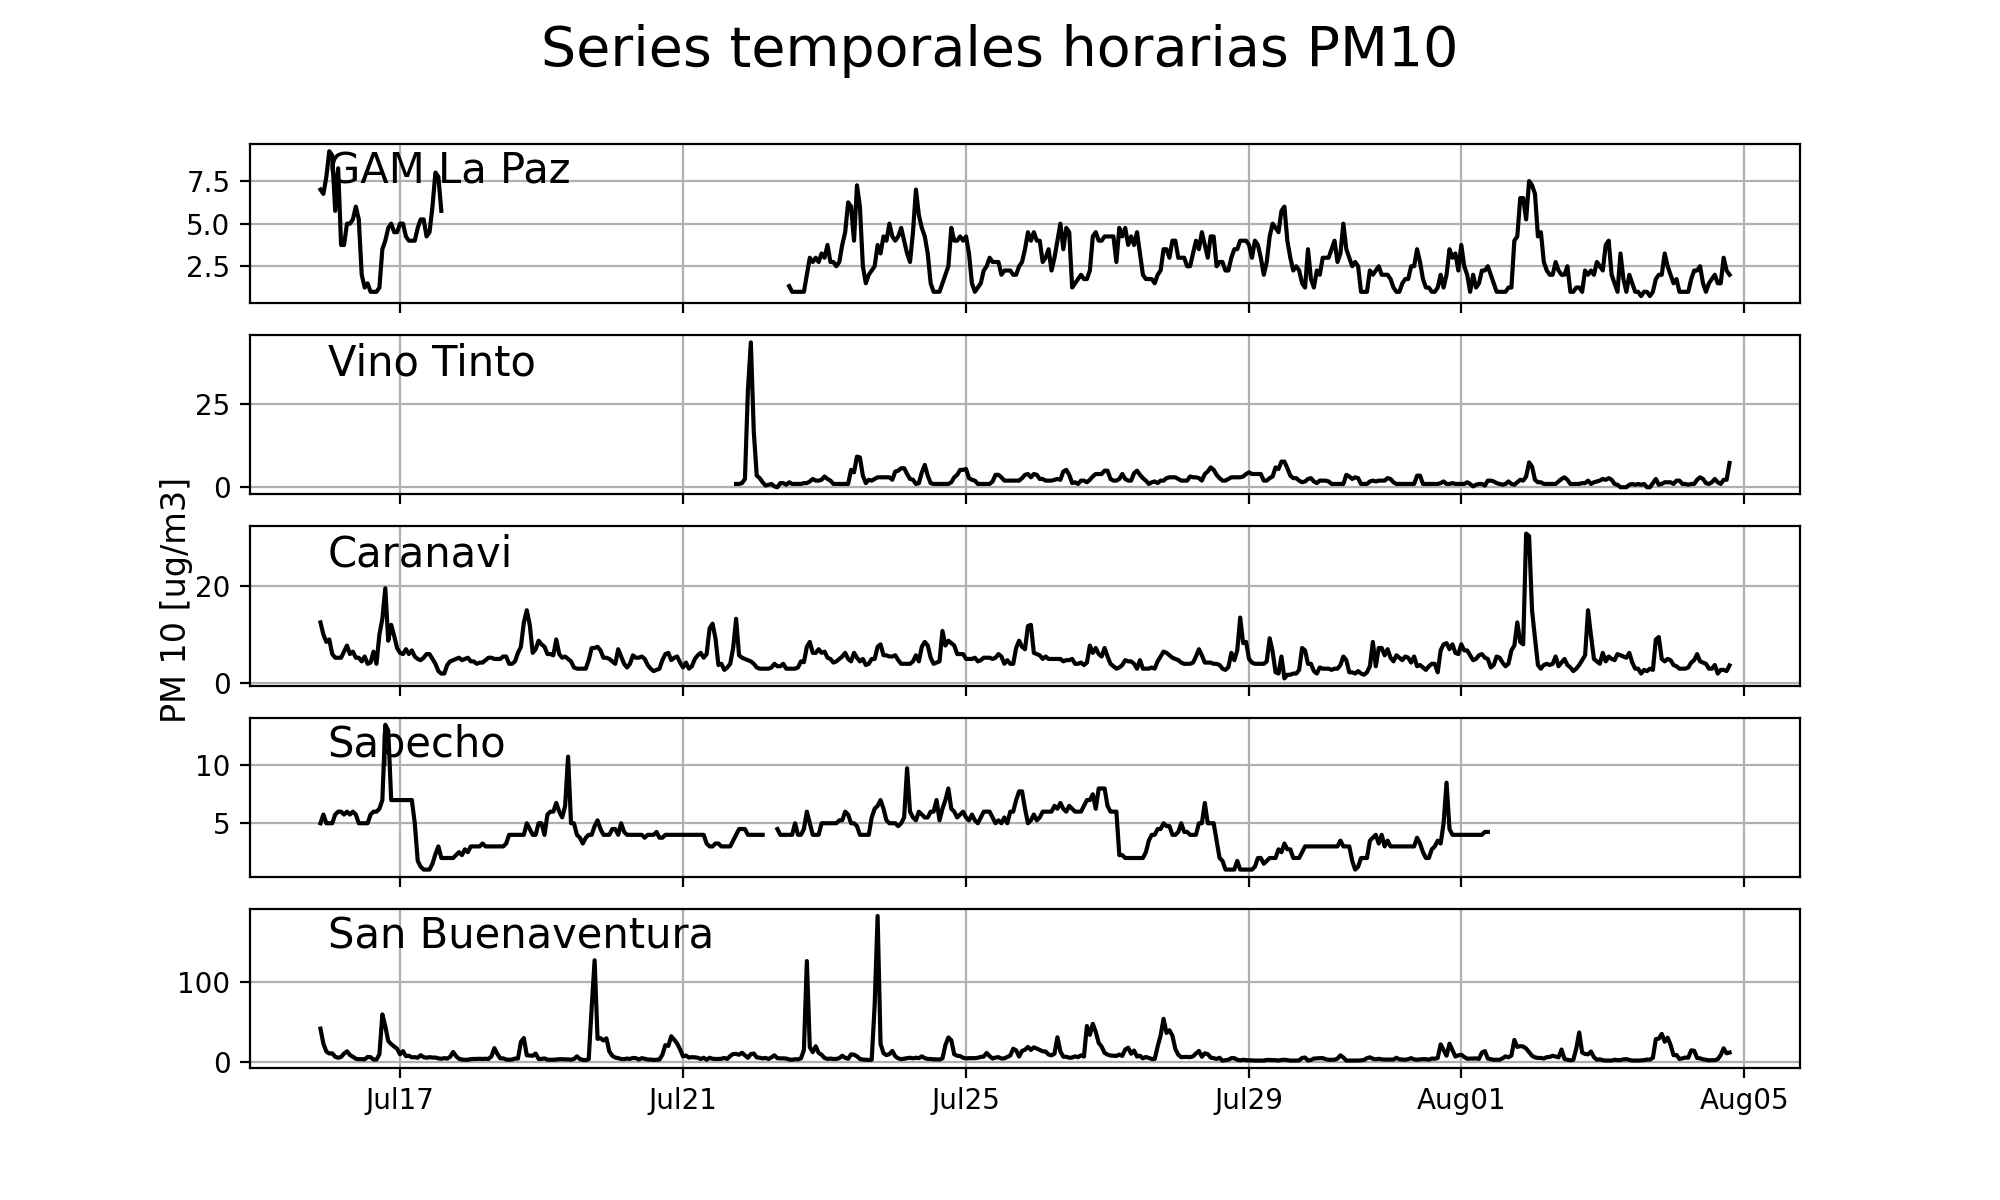 Series temporales horarias PM10
GAM La Paz
7.5
5.0
2.5
Vino Tinto
25
0
PM 10 [ug/m3]
Caranavi
20
0
Sapecho
10
5
San Buenaventura
100
0
Jul17 Jul21 Jul25 Jul29 Aug01 Aug05